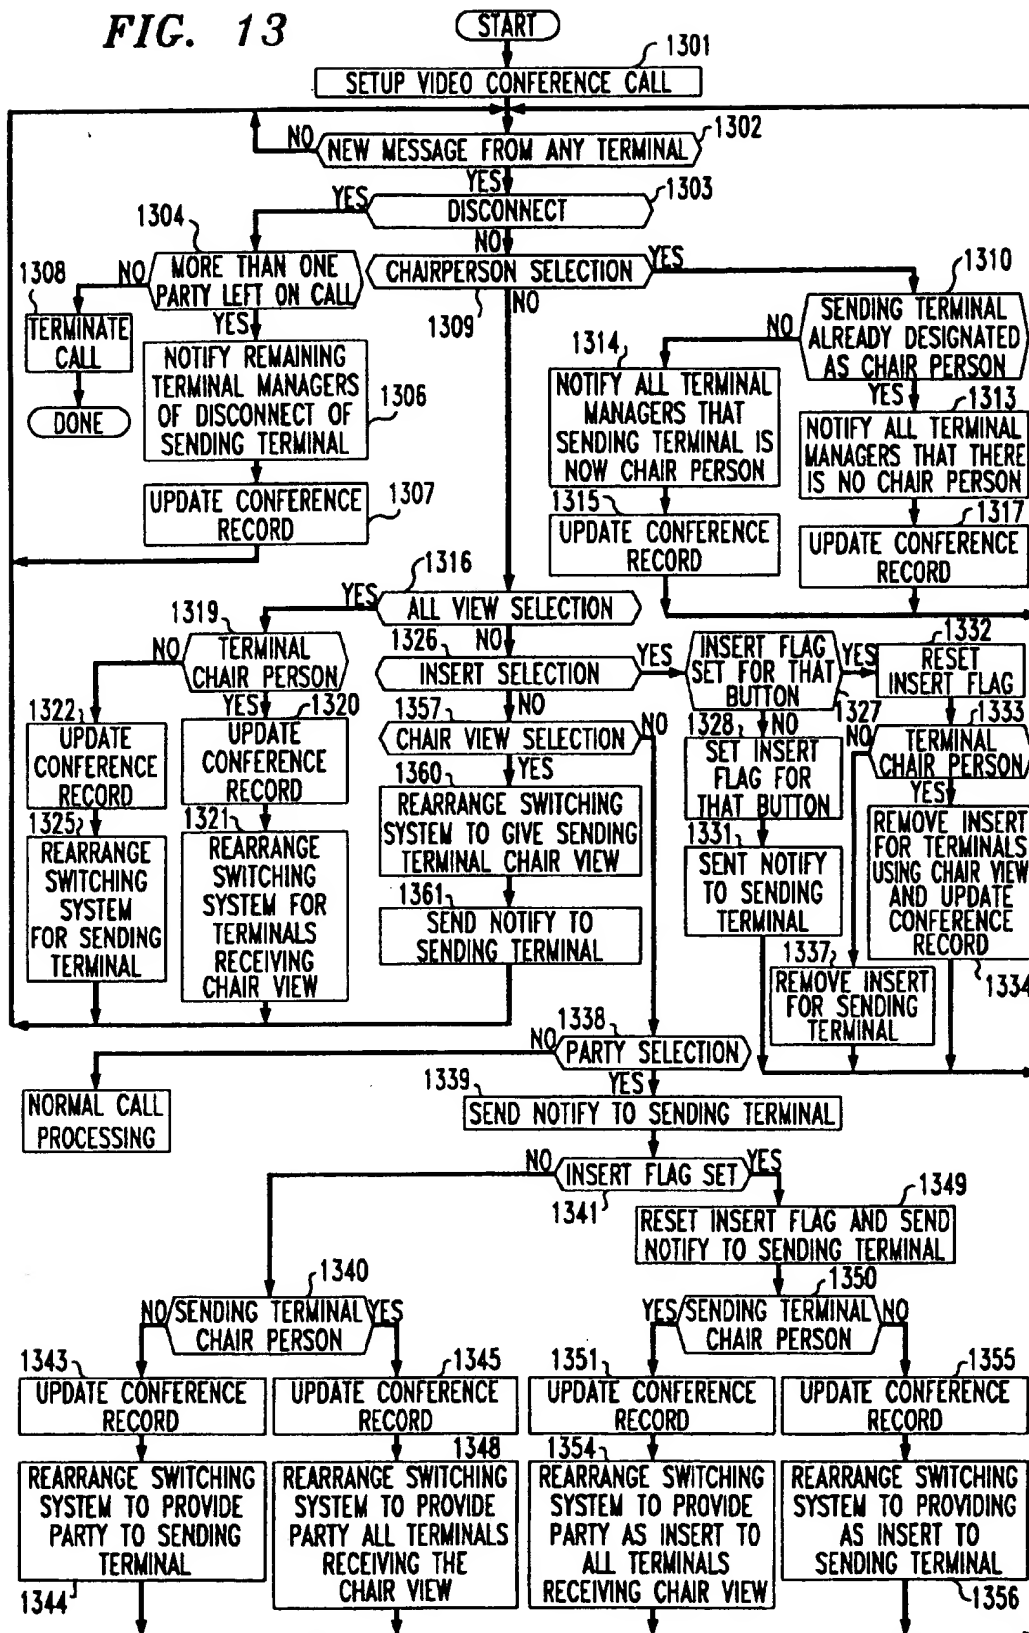 FIG. 13
START
1301
SETUP VIDEO CONFERENCE CALL
1302
NO
NEW MESSAGE FROM ANY TERMINAL
YES
1303
YES
DISCONNECT
NO
1304
MORE THAN ONE
PARTY LEFT ON CALL
NO
YES
1308
TERMINATE
CALL
DONE
NOTIFY REMAINING
TERMINAL MANAGERS
OF DISCONNECT OF
SENDING TERMINAL
1306
UPDATE CONFERENCE
RECORD
1307
CHAIRPERSON SELECTION
YES
1309
NO
1310
SENDING TERMINAL
ALREADY DESIGNATED
AS CHAIR PERSON
NO
YES
1314
NOTIFY ALL TERMINAL
MANAGERS THAT
SENDING TERMINAL IS
NOW CHAIR PERSON
1315
UPDATE CONFERENCE
RECORD
1313
NOTIFY ALL TERMINAL
MANAGERS THAT THERE
IS NO CHAIR PERSON
1317
UPDATE CONFERENCE
RECORD
1316
YES
ALL VIEW SELECTION
NO
1319
TERMINAL
CHAIR PERSON
NO
YES
1322
UPDATE
CONFERENCE
RECORD
1325
REARRANGE
SWITCHING
SYSTEM
FOR SENDING
TERMINAL
1320
UPDATE
CONFERENCE
RECORD
1321
REARRANGE
SWITCHING
SYSTEM FOR
TERMINALS
RECEIVING
CHAIR VIEW
1326
INSERT SELECTION
YES
NO
1357
CHAIR VIEW SELECTION
NO
YES
1360
REARRANGE SWITCHING
SYSTEM TO GIVE SENDING
TERMINAL CHAIR VIEW
1361
SEND NOTIFY TO
SENDING TERMINAL
INSERT FLAG
SET FOR THAT
BUTTON
YES
1327
NO
1328
SET INSERT
FLAG FOR
THAT BUTTON
1331
SENT NOTIFY
TO SENDING
TERMINAL
1332
RESET
INSERT FLAG
1333
NO
TERMINAL
CHAIR PERSON
YES
REMOVE INSERT
FOR TERMINALS
USING CHAIR VIEW
AND UPDATE
CONFERENCE
RECORD
1334
1337
REMOVE INSERT
FOR SENDING
TERMINAL
1338
NO
PARTY SELECTION
YES
NORMAL CALL
PROCESSING
1339
SEND NOTIFY TO SENDING TERMINAL
NO
INSERT FLAG SET
YES
1341
1349
RESET INSERT FLAG AND SEND
NOTIFY TO SENDING TERMINAL
1340
NO
SENDING TERMINAL
CHAIR PERSON
YES
1350
YES
SENDING TERMINAL
CHAIR PERSON
NO
1343
UPDATE CONFERENCE
RECORD
1345
UPDATE CONFERENCE
RECORD
1351
UPDATE CONFERENCE
RECORD
1355
UPDATE CONFERENCE
RECORD
REARRANGE SWITCHING
SYSTEM TO PROVIDE
PARTY TO SENDING
TERMINAL
1344
1348
REARRANGE SWITCHING
SYSTEM TO PROVIDE
PARTY ALL TERMINALS
RECEIVING THE
CHAIR VIEW
1354
REARRANGE SWITCHING
SYSTEM TO PROVIDE
PARTY AS INSERT TO
ALL TERMINALS
RECEIVING CHAIR VIEW
REARRANGE SWITCHING
SYSTEM TO PROVIDING
AS INSERT TO
SENDING TERMINAL
1356